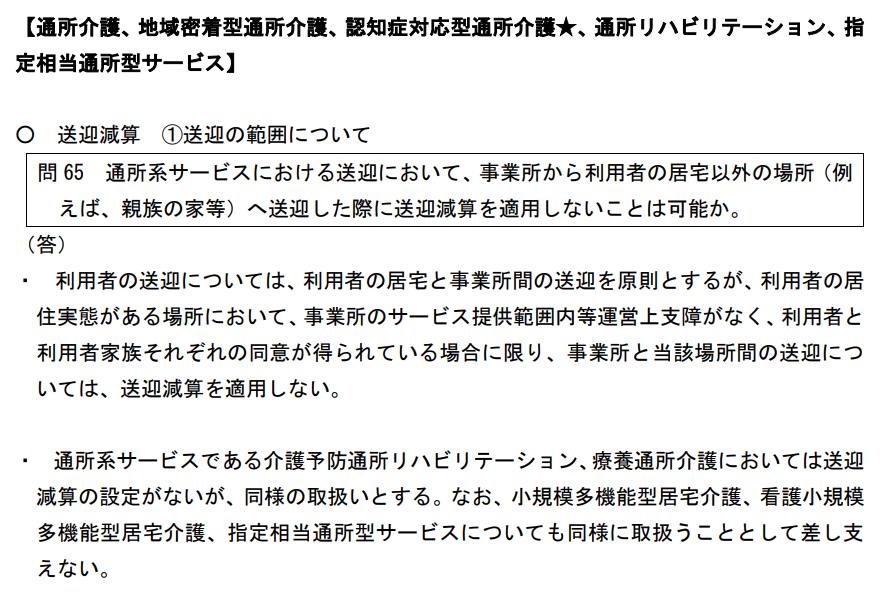 【通所介護、地域密着型通所介護、認知症対応型通所介護★、通所リハビリテーション、指
定相当通所型サービス】
〇　送迎減算　①送迎の範囲について
問 65　通所系サービスにおける送迎において、事業所から利用者の居宅以外の場所（例
えば、親族の家等）へ送迎した際に送迎減算を適用しないことは可能か。
（答）
・　利用者の送迎については、利用者の居宅と事業所間の送迎を原則とするが、利用者の居
住実態がある場所において、事業所のサービス提供範囲内等運営上支障がなく、利用者と
利用者家族それぞれの同意が得られている場合に限り、事業所と当該場所間の送迎につ
いては、送迎減算を適用しない。
・　通所系サービスである介護予防通所リハビリテーション、療養通所介護においては送迎
減算の設定がないが、同様の取扱いとする。なお、小規模多機能型居宅介護、看護小規模
多機能型居宅介護、指定相当通所型サービスについても同様に取扱うこととして差し支
えない。